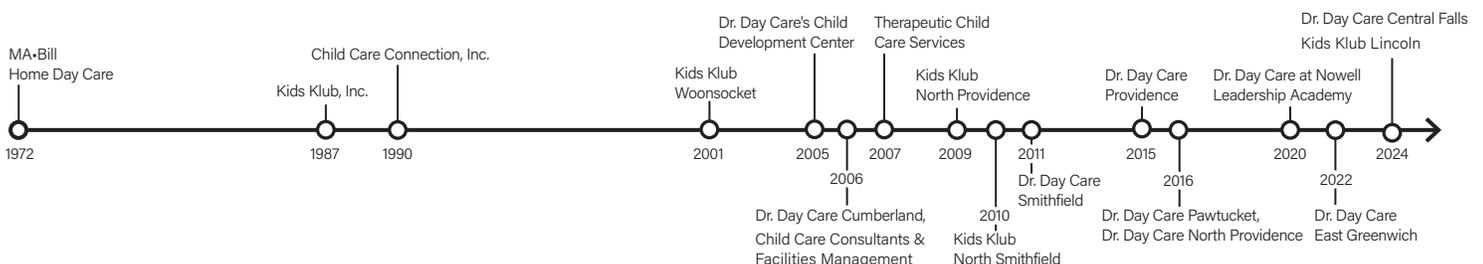 MA•Bill
Home Day Care
1972
Kids Klub, Inc.
1987
Child Care Connection, Inc.
1990
Kids Klub
Woonsocket
2001
Dr. Day Care's Child
Development Center
2005
2006
Dr. Day Care Cumberland,
Child Care Consultants &
Facilities Management
Therapeutic Child
Care Services
2007
Kids Klub
North Providence
2009
2010
Kids Klub
North Smithfield
2011
Dr. Day Care
Smithfield
Dr. Day Care
Providence
2015
2016
Dr. Day Care Pawtucket,
Dr. Day Care North Providence
Dr. Day Care at Nowell
Leadership Academy
2020
2022
Dr. Day Care
East Greenwich
Dr. Day Care Central Falls
Kids Klub Lincoln
2024